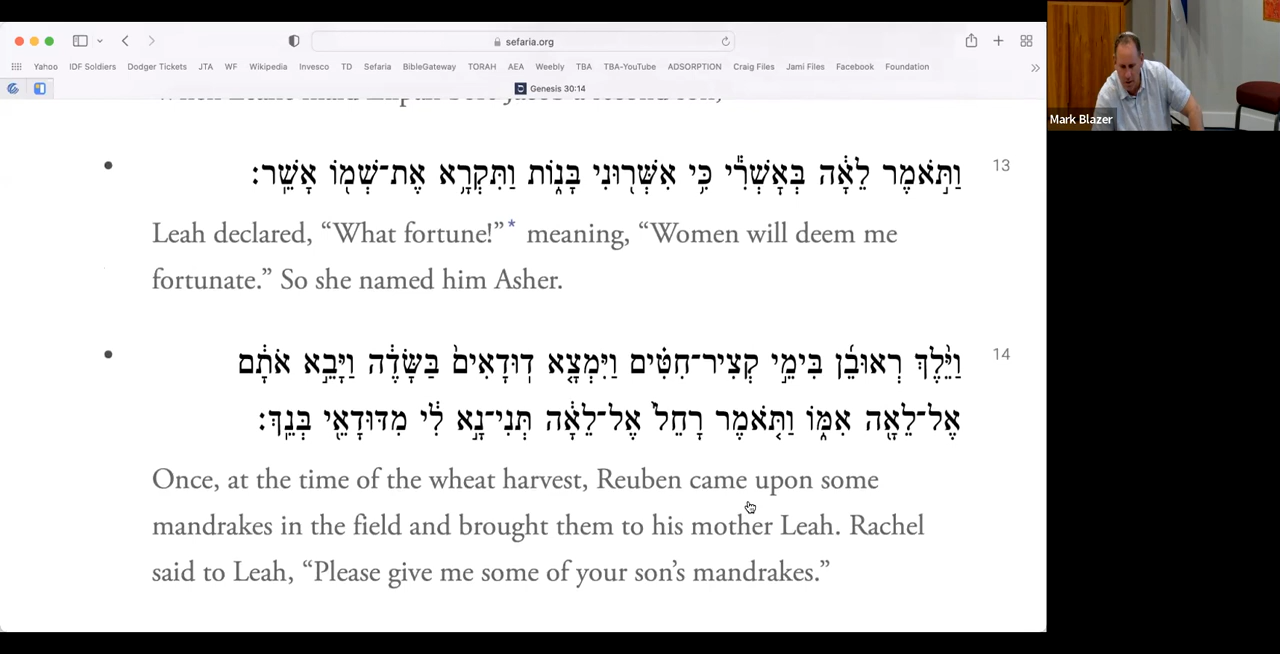 sefaria.org
Yahoo IDF Soldiers Dodger Tickets JTA WF Wikipedia Invesco TD Sefaria BibleGateway TORAH AEA Weebly TBA TBA-YouTube ADSORPTION Craig Files Jami Files Facebook Foundation
Genesis 30:14
Mark Blazer
13
וַתֹּ֣אמֶר לֵאָ֔ה בְּאׇשְׁרִ֕י כִּ֥י אִשְּׁר֖וּנִי בָּנ֑וֹת וַתִּקְרָ֥א אֶת־שְׁמ֖וֹ אָשֵֽׁר׃
Leah declared, “What fortune!”* meaning, “Women will deem me
fortunate.” So she named him Asher.
14
וַיֵּ֨לֶךְ רְאוּבֵ֜ן בִּימֵ֣י קְצִיר־חִטִּ֗ים וַיִּמְצָ֤א דֽוּדָאִים֙ בַּשָּׂדֶ֔ה וַיָּבֵ֣א אֹתָ֔ם
אֶל־לֵאָ֖ה אִמּ֑וֹ וַתֹּ֤אמֶר רָחֵל֙ אֶל־לֵאָ֔ה תְּנִי־נָ֣א לִ֔י מִדּוּדָאֵ֖י בְּנֵֽךְ׃
Once, at the time of the wheat harvest, Reuben came upon some
mandrakes in the field and brought them to his mother Leah. Rachel
said to Leah, “Please give me some of your son’s mandrakes.”